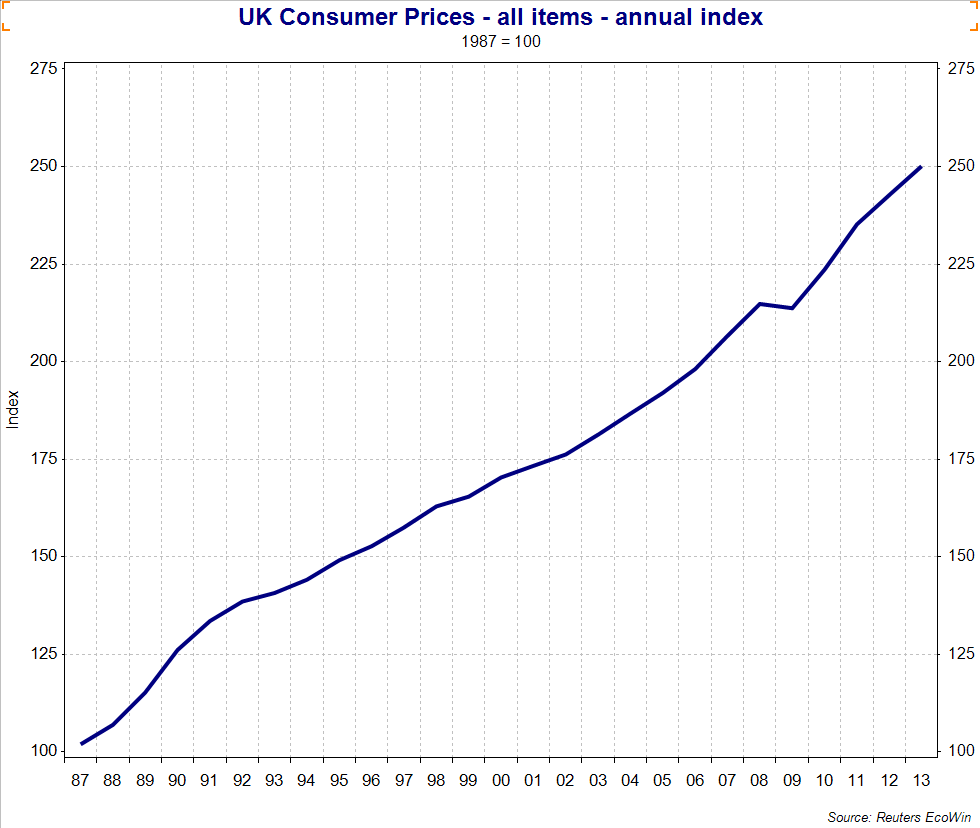 UK Consumer Prices - all items - annual index
1987 = 100
275 275
250 250
225 225
200 200
Index
175 175
150 150
125 125
100 100
87 88 89 90 91 92 93 94 95 96 97 98 99 00 01 02 03 04 05 06 07 08 09 10 11 12 13
Source: Reuters EcoWin